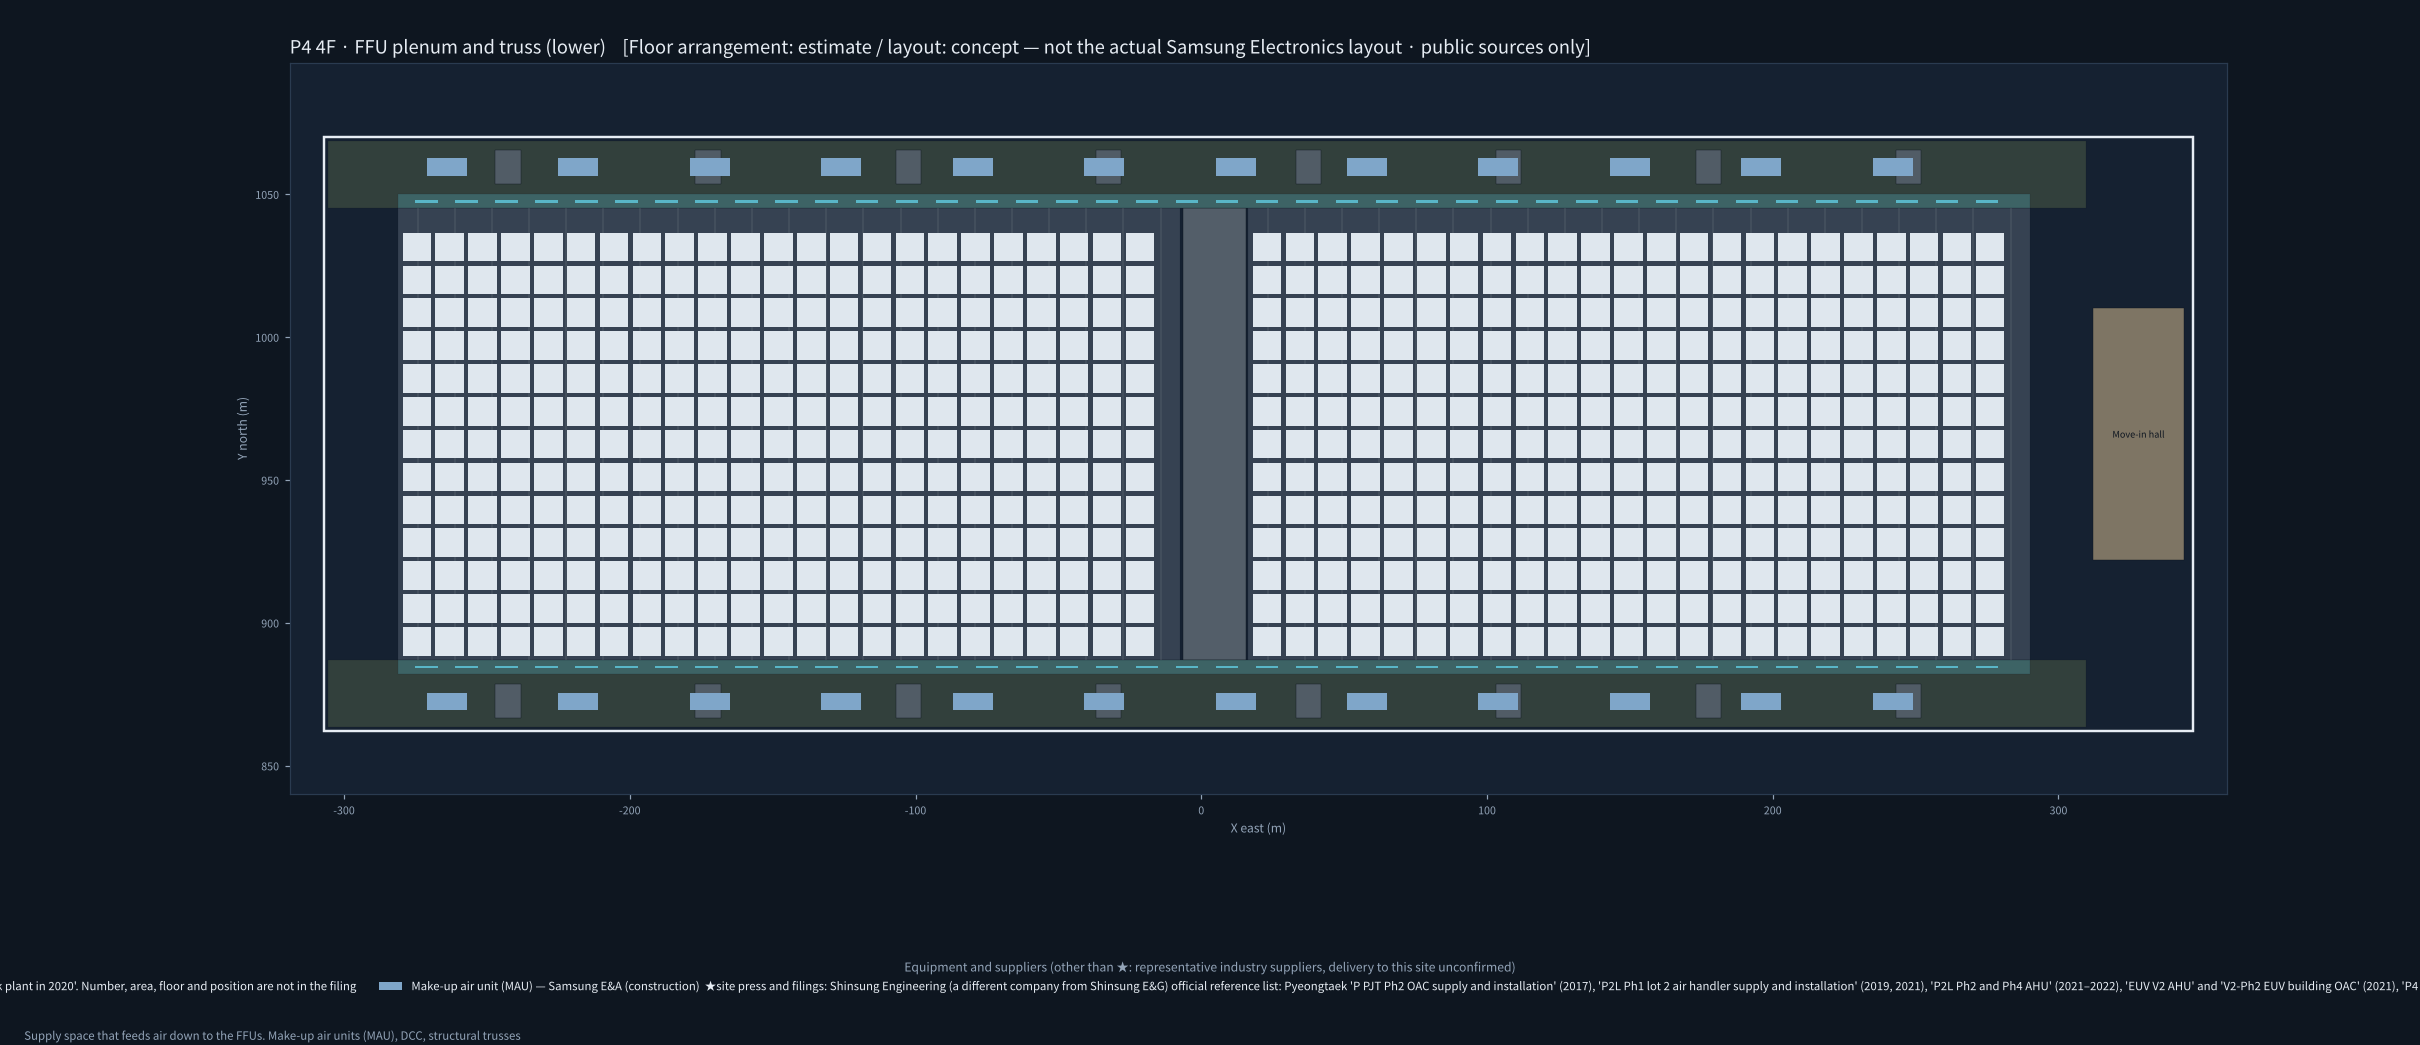 P4 4F · FFU plenum and truss (lower) [Floor arrangement: estimate / layout: concept — not the actual Samsung Electronics layout · public sources only]
1050
1000
950
900
850
Y north (m)
Move-in hall
-300
-200
-100
0
100
200
300
X east (m)
Equipment and suppliers (other than ★: representative industry suppliers, delivery to this site unconfirmed)
plant in 2020'. Number, area, floor and position are not in the filing
Make-up air unit (MAU) — Samsung E&A (construction) ★site press and filings: Shinsung Engineering (a different company from Shinsung E&G) official reference list: Pyeongtaek 'P PJT Ph2 OAC supply and installation' (2017), 'P2L Ph1 lot 2 air handler supply and installation' (2019, 2021), 'P2L Ph2 and Ph4 AHU' (2021–2022), 'EUV V2 AHU' and 'V2-Ph2 EUV building OAC' (2021), 'P4
Supply space that feeds air down to the FFUs. Make-up air units (MAU), DCC, structural trusses